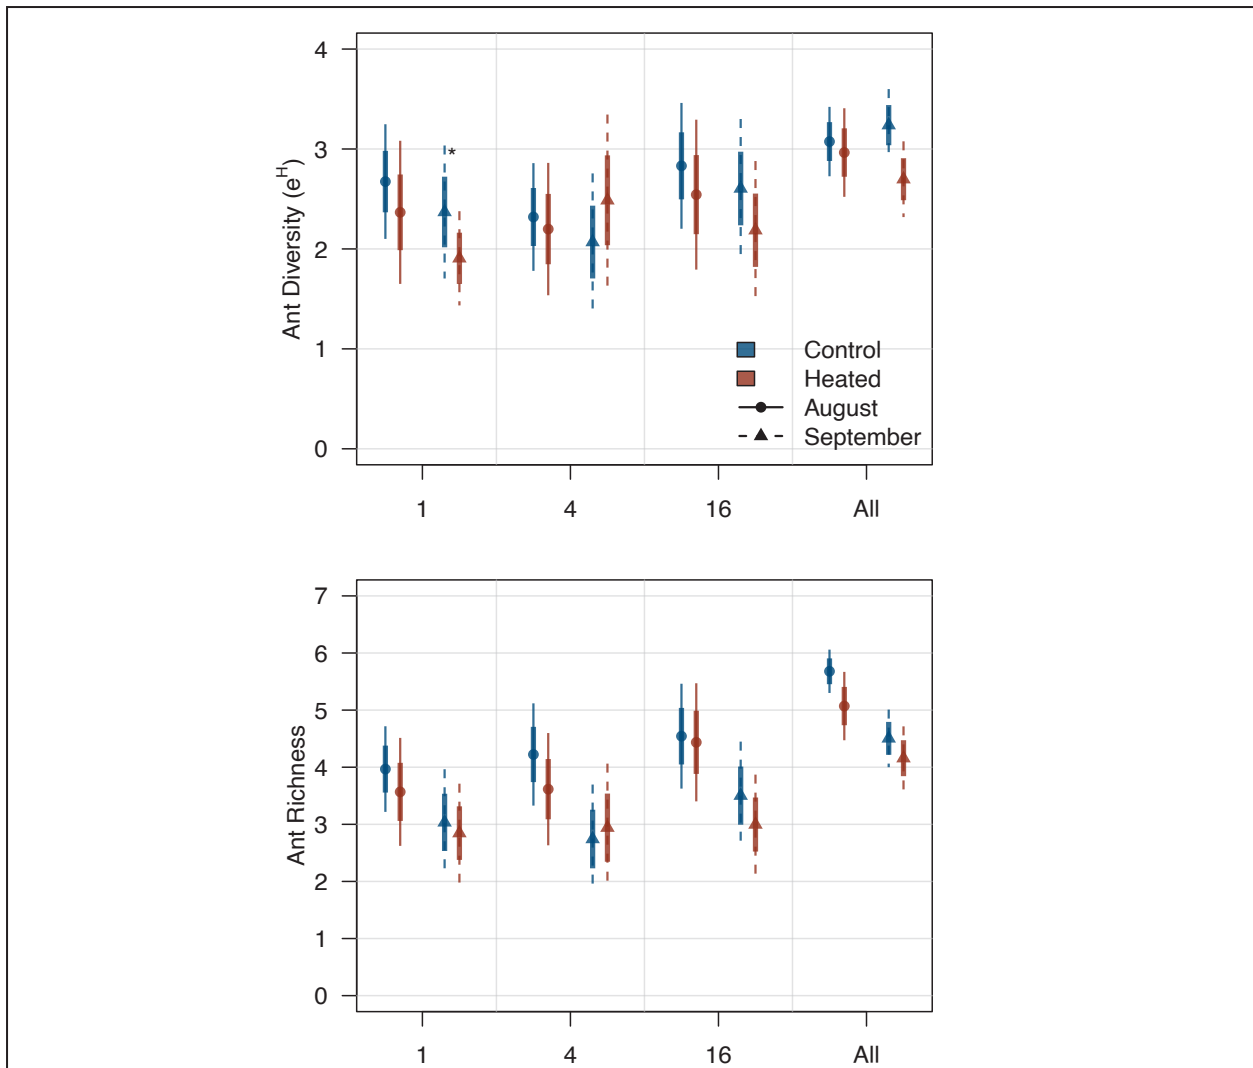 4
3
2
1
0
Ant Diversity (e^H)
*
Control
Heated
August
September
1 4 16 All
7
6
5
4
3
2
1
0
Ant Richness
1 4 16 All